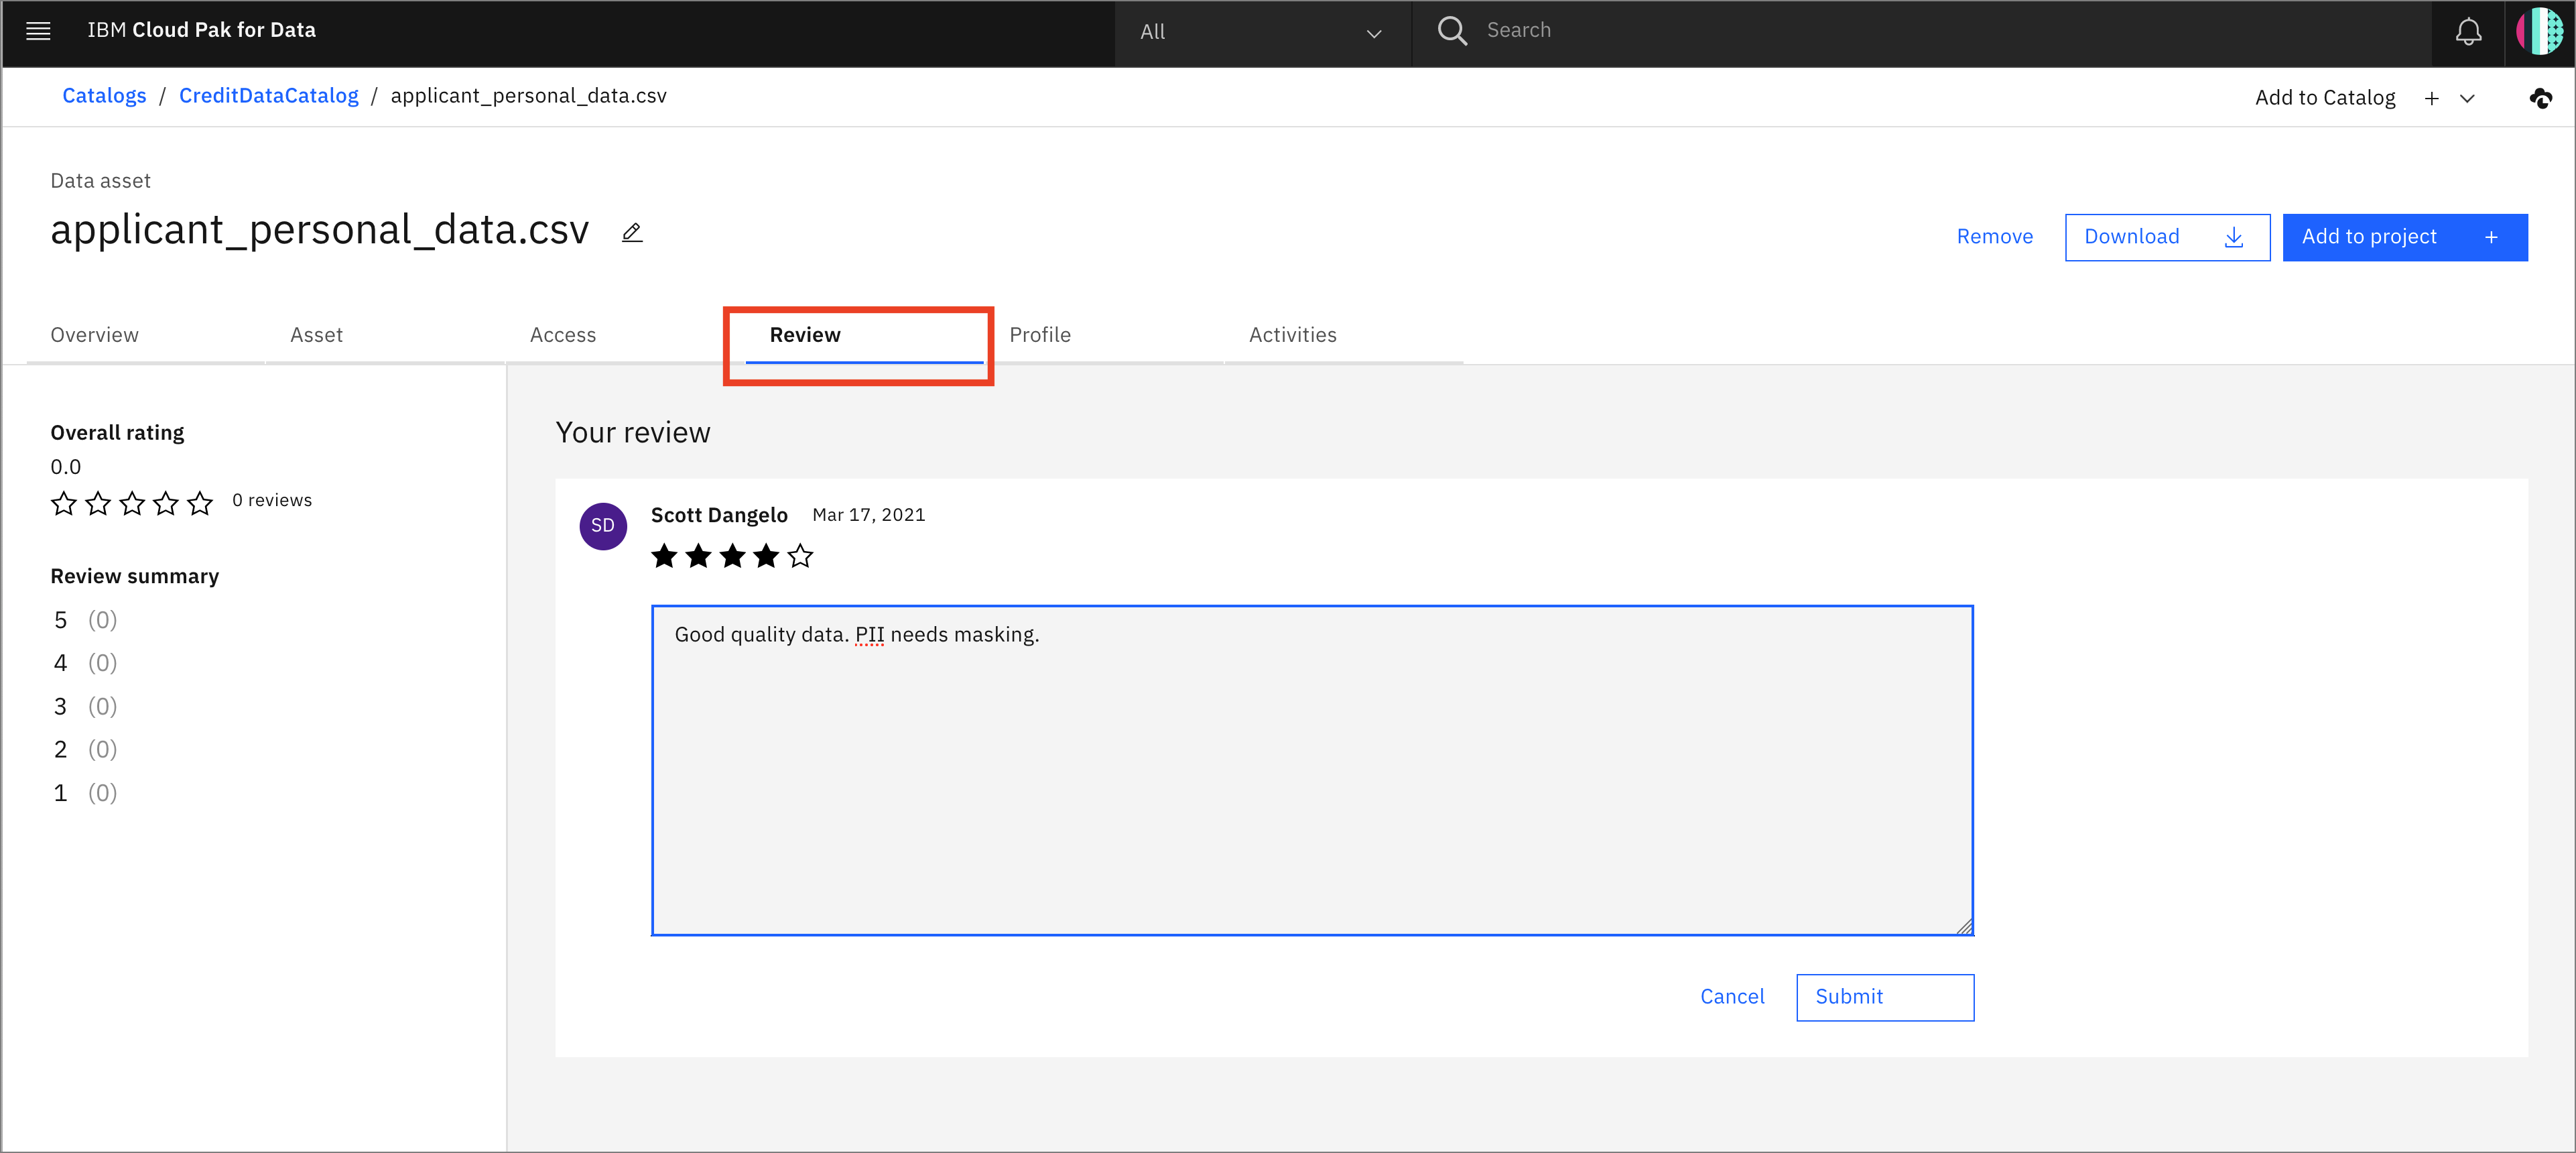 IBM Cloud Pak for Data
All
Search
Catalogs / CreditDataCatalog / applicant_personal_data.csv
Add to Catalog +
Data asset
applicant_personal_data.csv
Remove
Download
Add to project +
Overview
Asset
Access
Review
Profile
Activities
Overall rating
0.0
0 reviews
Review summary
5 (0)
4 (0)
3 (0)
2 (0)
1 (0)
Your review
SD
Scott Dangelo Mar 17, 2021
Good quality data. PII needs masking.
Cancel
Submit